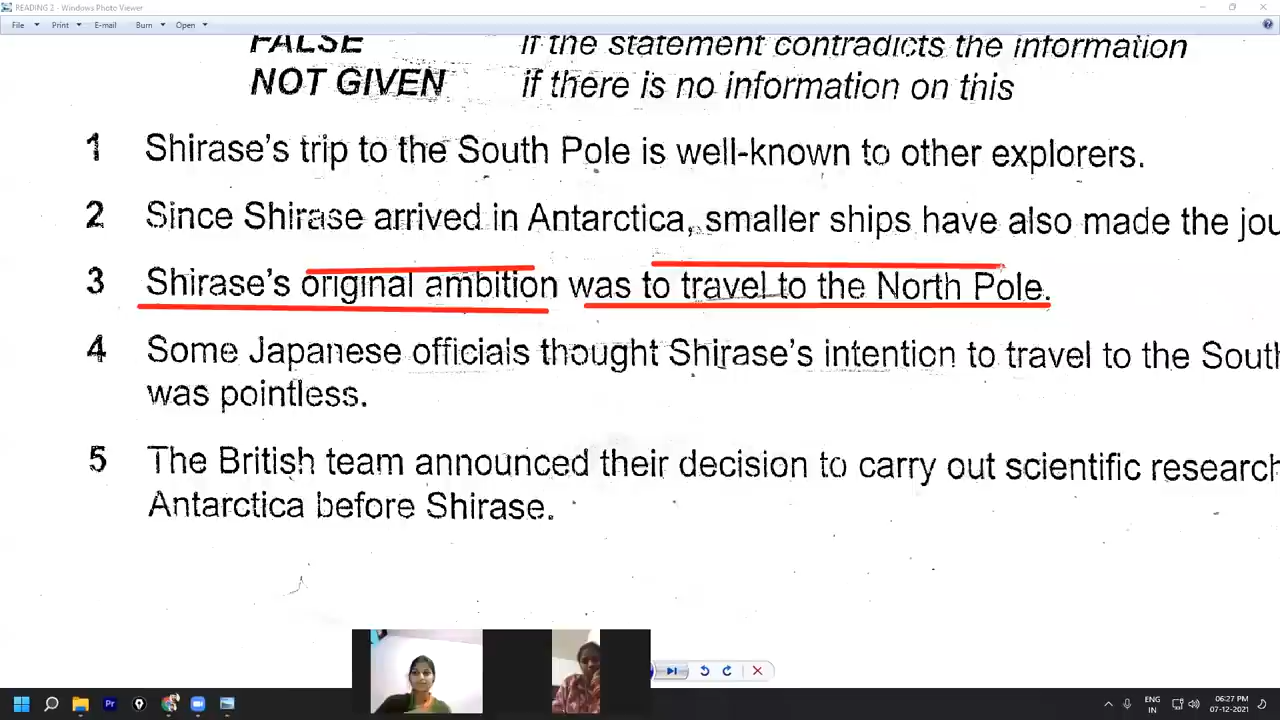 READING 2 - Windows Photo Viewer
File Print E-mail Burn Open
FALSE if the statement contradicts the information
NOT GIVEN if there is no information on this
1 Shirase's trip to the South Pole is well-known to other explorers.
2 Since Shirase arrived in Antarctica, smaller ships have also made the jou
3 Shirase's original ambition was to travel to the North Pole.
4 Some Japanese officials thought Shirase's intention to travel to the South
was pointless.
5 The British team announced their decision to carry out scientific research
Antarctica before Shirase.
Pr
ENG
IN
06:27 PM
07-12-2021